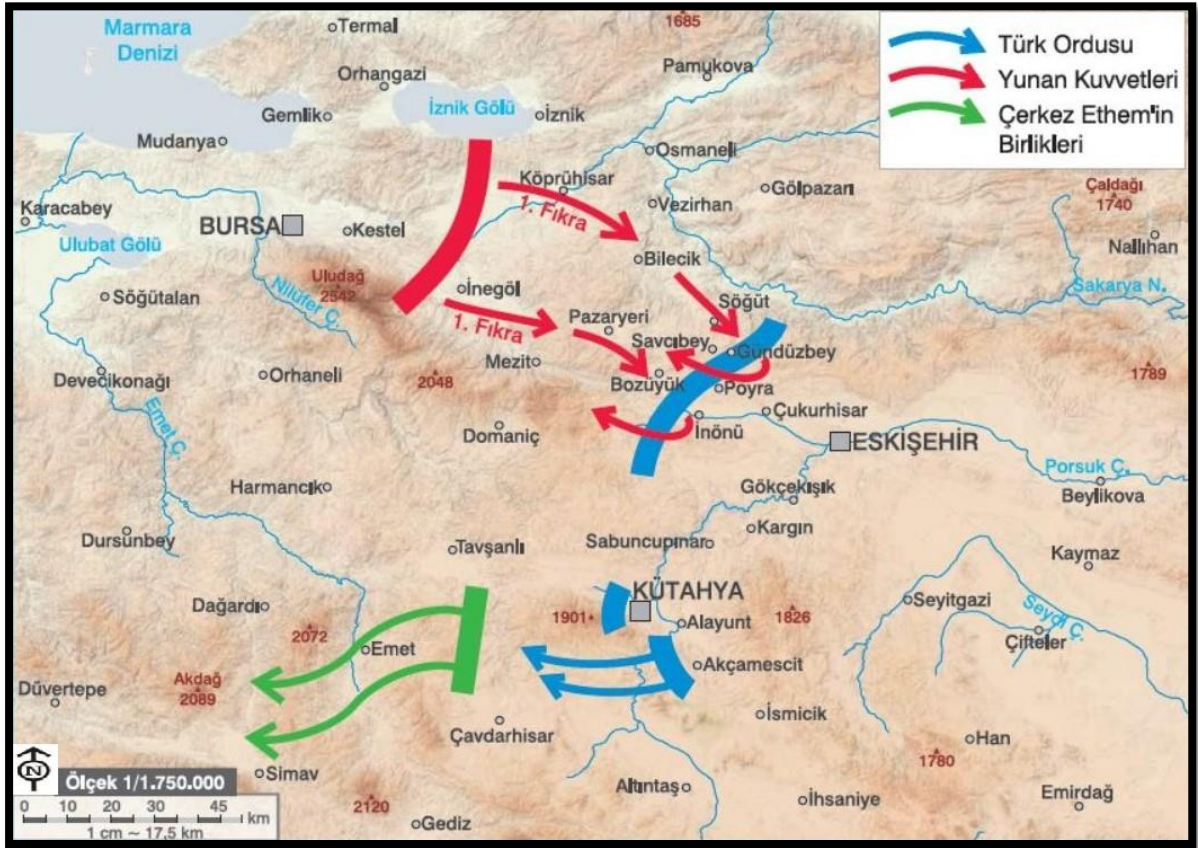 Marmara
Denizi
Termal
1685
Pamukova
Orhangazi
Gemlik
İznik Gölü
İznik
Mudanya
Osmaneli
Türk Ordusu
Yunan Kuvvetleri
Çerkez Ethem'in
Birlikleri
Köprühisar
Gölpazarı
Çaldağı
1740
Karacabey
BURSA
Kestel
1. Fıkra
Vezirhan
Nallıhan
Ulubat Gölü
Bilecik
Uludağ
2542
Söğütalan
Nilüfer Ç.
İnegöl
Sakarya N.
1. Fıkra
Pazaryeri
Söğüt
Savcıbey
Gündüzbey
Mezit
Devecikonağı
Orhaneli
2048
Bozüyük
Poyra
1789
Emet Ç.
Domaniç
İnönü
Çukurhisar
ESKİŞEHİR
Porsuk Ç.
Beylikova
Harmancık
Gökçekışık
Dursunbey
Tavşanlı
Sabuncupınar
Kargın
Kaymaz
Dağardı
KÜTAHYA
1901
Alayunt
1826
Seyitgazi
Seydi Ç.
Çifteler
2072
Emet
Akçamescit
Akdağ
2089
Düvertepe
Çavdarhisar
İsmicik
Han
1780
N
Ölçek 1/1.750.000
Simav
0 10 20 30 45 km
1 cm ~ 17,5 km
2120
Gediz
Altıntaş
İhsaniye
Emirdağ